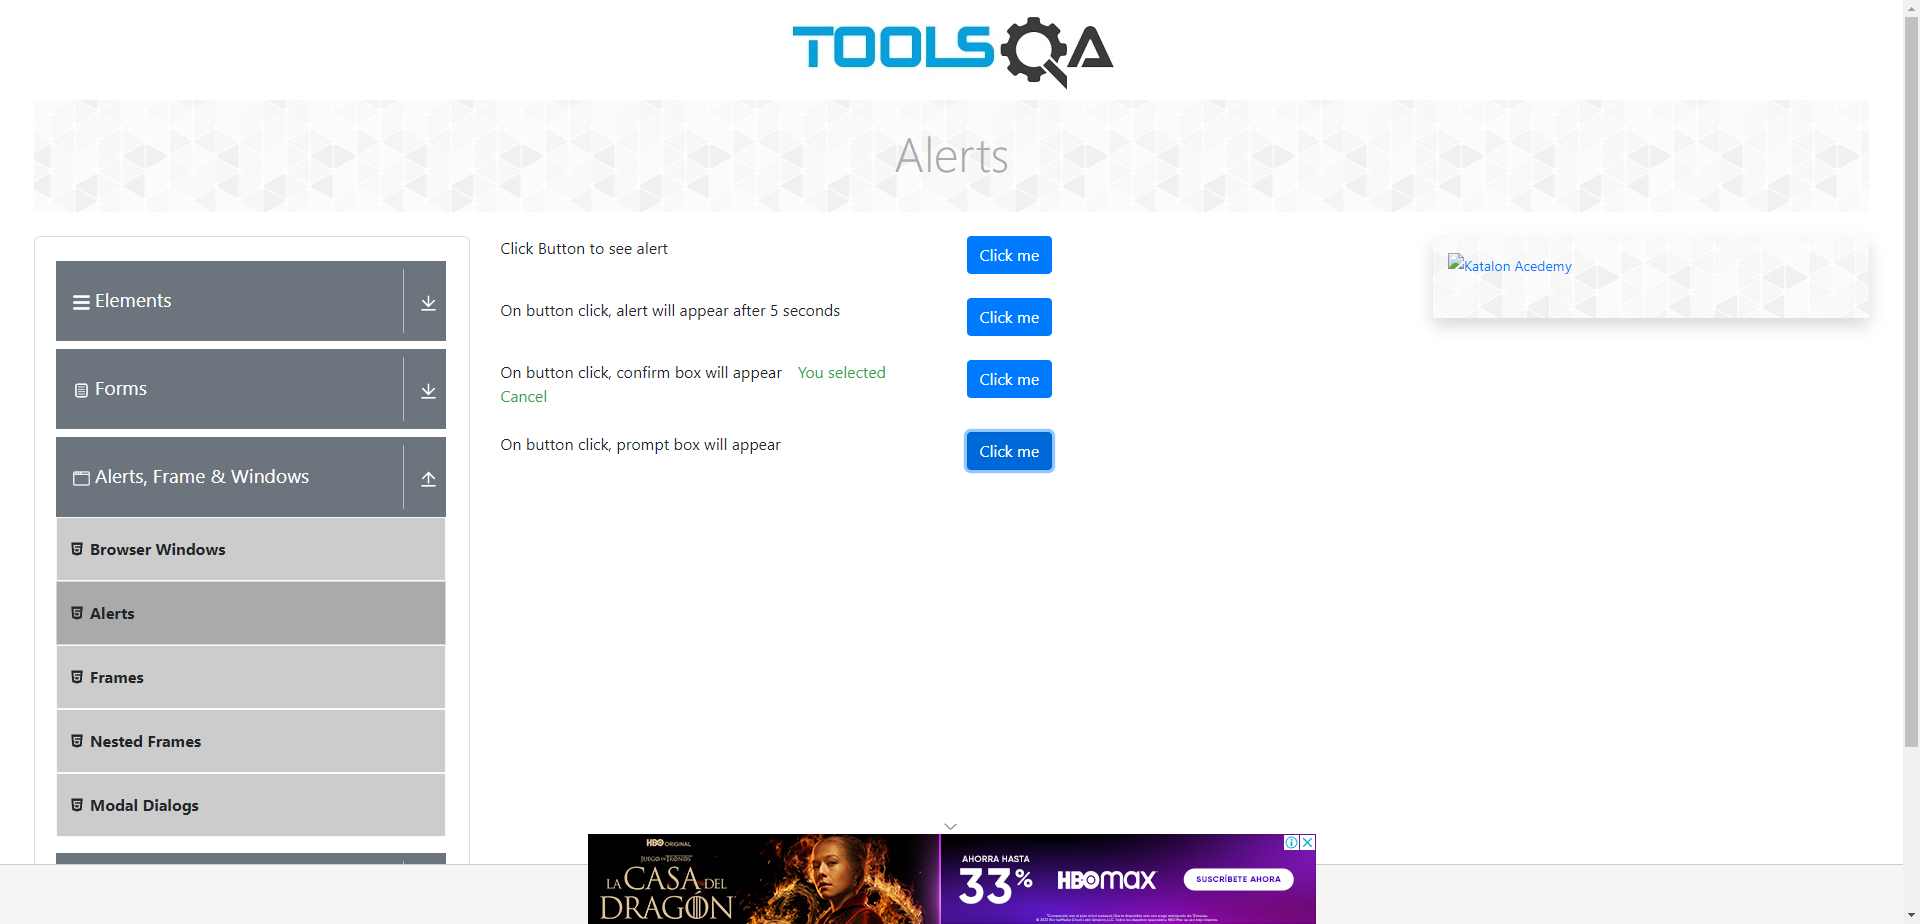 TOOLSQA
Alerts
Elements
Forms
Alerts, Frame & Windows
Browser Windows
Alerts
Frames
Nested Frames
Modal Dialogs
Click Button to see alert
Click me
On button click, alert will appear after 5 seconds
Click me
On button click, confirm box will appear You selected
Cancel
Click me
On button click, prompt box will appear
Click me
Katalon Acedemy
HBO ORIGINAL
JUEGO DE TRONOS
LA CASA DEL
DRAGÓN
AHORRA HASTA
33%
HBOMAX
SUSCRÍBETE AHORA